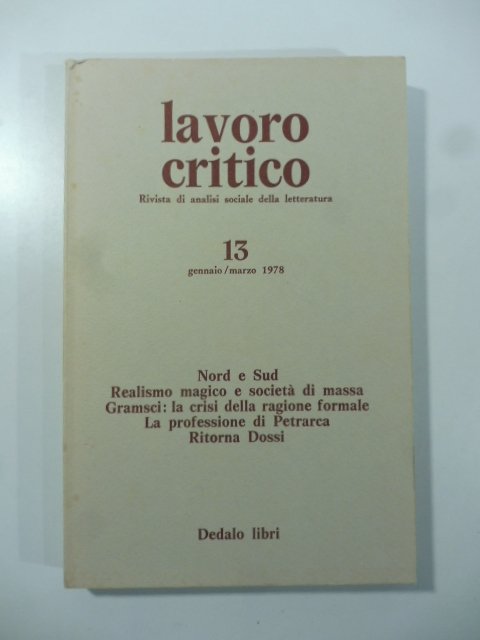 lavoro
critico
Rivista di analisi sociale della letteratura
13
gennaio/marzo 1978
Nord e Sud
Realismo magico e società di massa
Gramsci: la crisi della ragione formale
La professione di Petrarca
Ritorna Dossi
Dedalo libri